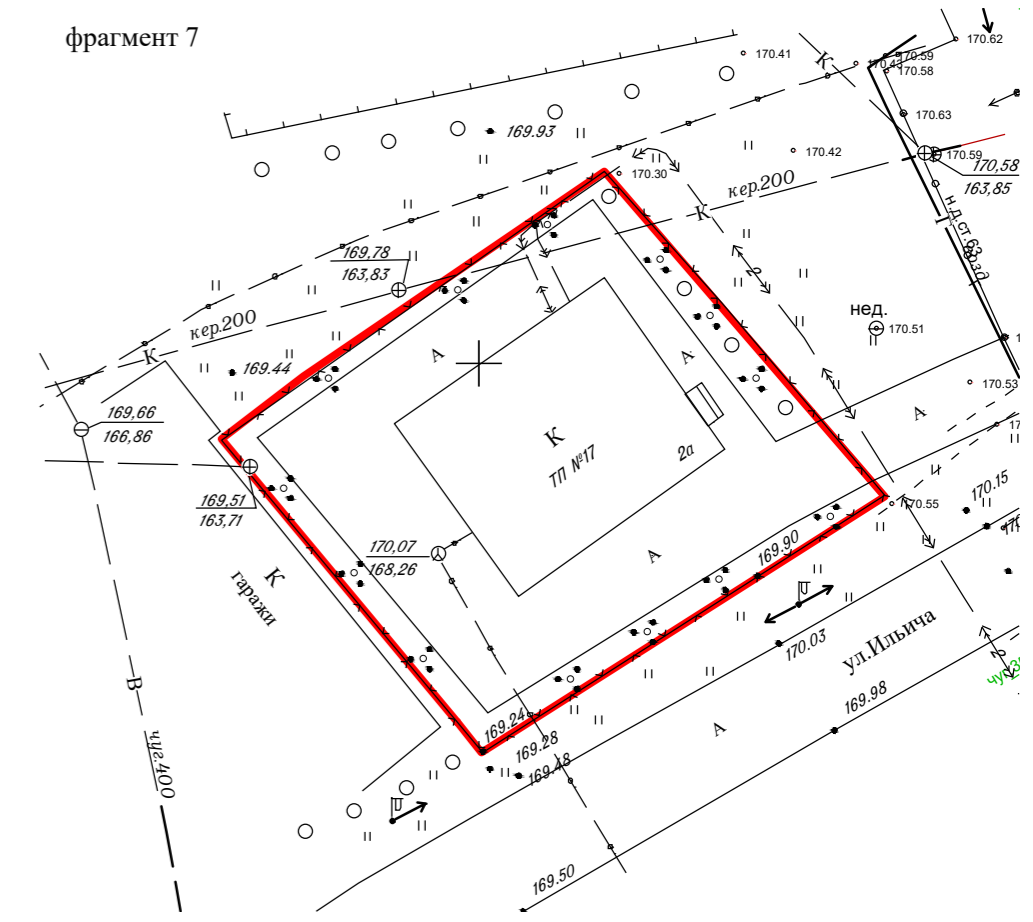 фрагмент 7
170.62
170.41
К
170.59
170.58
170.63
169.93
170.42
170.59
170,58
163,85
170.30
кер.200
К
н.д.ст.63
169,78
163,83
2
нед.
170.51
кер.200
К
169.44
А
А
170.53
А
169,66
166,86
К
ТП №17
2а
169,51
163,71
170.15
170.55
170,07
168,26
А
169.90
К
гаражи
170.03
ул.Ильича
2
В
169.98
169.24
169.28
169.48
А
чуг.400
169.50